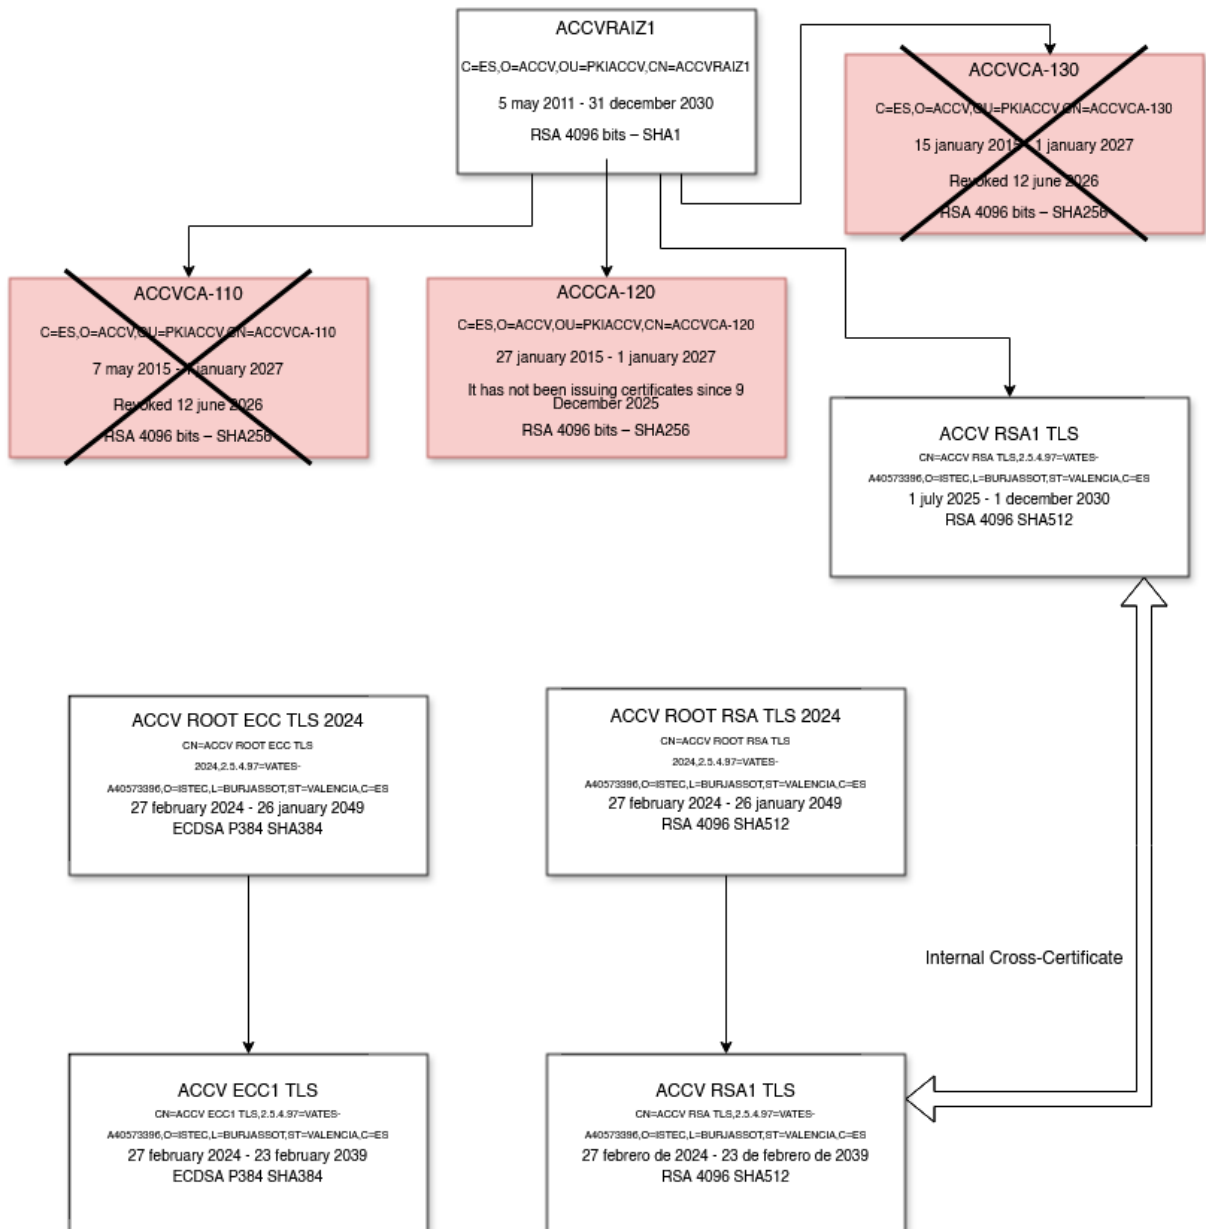 ACCVRAIZ1
C=ES,O=ACCV,OU=PKIACCV,CN=ACCVRAIZ1
5 may 2011 - 31 december 2030
RSA 4096 bits – SHA1
ACCVCA-130
C=ES,O=ACCV,OU=PKIACCV,CN=ACCVCA-130
15 january 2015 - 1 january 2027
Revoked 12 june 2026
RSA 4096 bits – SHA256
ACCVCA-110
C=ES,O=ACCV,OU=PKIACCV,CN=ACCVCA-110
7 may 2015 - 1 january 2027
Revoked 12 june 2026
RSA 4096 bits – SHA256
ACCCA-120
C=ES,O=ACCV,OU=PKIACCV,CN=ACCVCA-120
27 january 2015 - 1 january 2027
It has not been issuing certificates since 9
December 2025
RSA 4096 bits – SHA256
ACCV RSA1 TLS
CN=ACCV RSA TLS,2.5.4.97=VATES-
A40573396,O=ISTEC,L=BURJASSOT,ST=VALENCIA,C=ES
1 july 2025 - 1 december 2030
RSA 4096 SHA512
ACCV ROOT ECC TLS 2024
CN=ACCV ROOT ECC TLS
2024,2.5.4.97=VATES-
A40573396,O=ISTEC,L=BURJASSOT,ST=VALENCIA,C=ES
27 february 2024 - 26 january 2049
ECDSA P384 SHA384
ACCV ROOT RSA TLS 2024
CN=ACCV ROOT RSA TLS
2024,2.5.4.97=VATES-
A40573396,O=ISTEC,L=BURJASSOT,ST=VALENCIA,C=ES
27 february 2024 - 26 january 2049
RSA 4096 SHA512
Internal Cross-Certificate
ACCV ECC1 TLS
CN=ACCV ECC1 TLS,2.5.4.97=VATES-
A40573396,O=ISTEC,L=BURJASSOT,ST=VALENCIA,C=ES
27 february 2024 - 23 february 2039
ECDSA P384 SHA384
ACCV RSA1 TLS
CN=ACCV RSA TLS,2.5.4.97=VATES-
A40573396,O=ISTEC,L=BURJASSOT,ST=VALENCIA,C=ES
27 febrero de 2024 - 23 de febrero de 2039
RSA 4096 SHA512